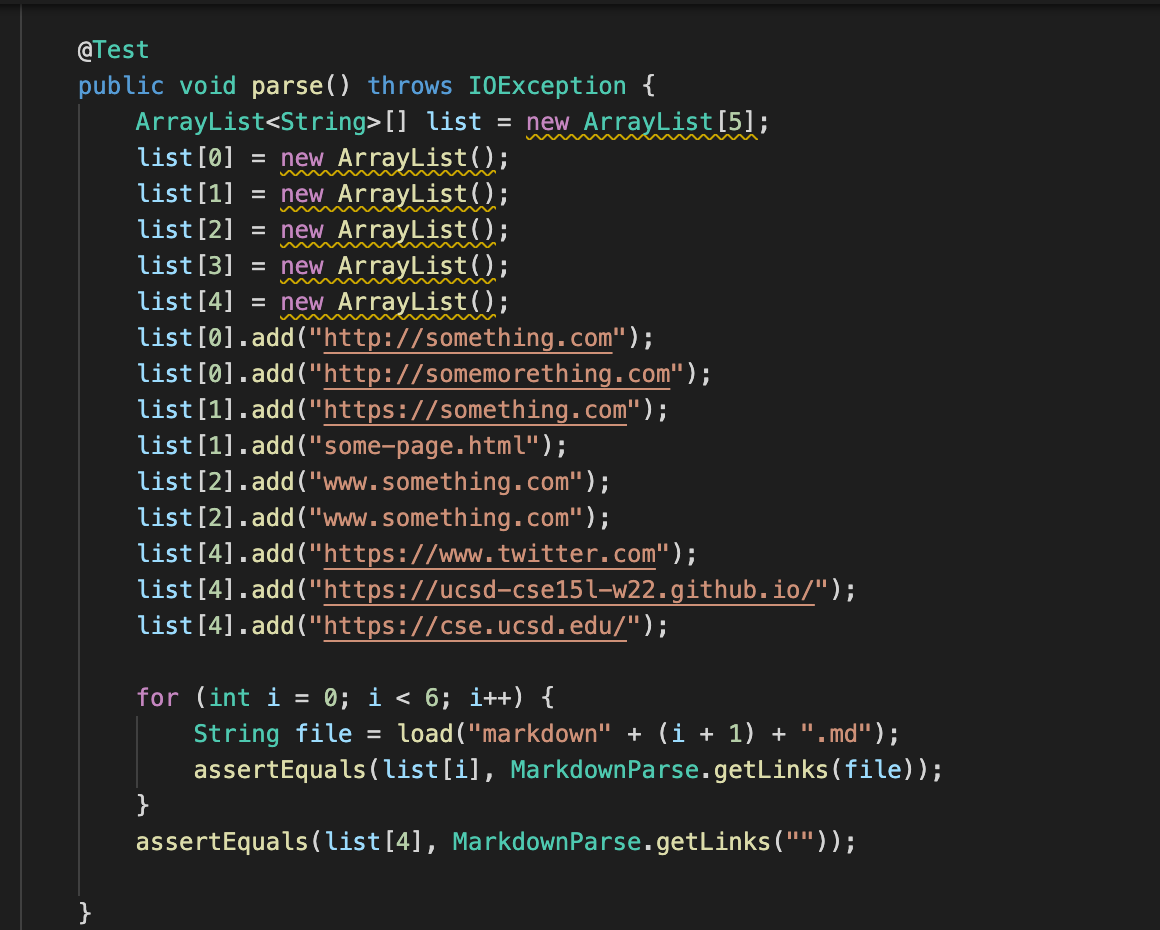 @Test
public void parse() throws IOException {
ArrayList<String>[] list = new ArrayList[5];
list[0] = new ArrayList();
list[1] = new ArrayList();
list[2] = new ArrayList();
list[3] = new ArrayList();
list[4] = new ArrayList();
list[0].add("http://something.com");
list[0].add("http://somemorething.com");
list[1].add("https://something.com");
list[1].add("some-page.html");
list[2].add("www.something.com");
list[2].add("www.something.com");
list[4].add("https://www.twitter.com");
list[4].add("https://ucsd-cse15l-w22.github.io/");
list[4].add("https://cse.ucsd.edu/");
for (int i = 0; i < 6; i++) {
String file = load("markdown" + (i + 1) + ".md");
assertEquals(list[i], MarkdownParse.getLinks(file));
}
assertEquals(list[4], MarkdownParse.getLinks(""));
}